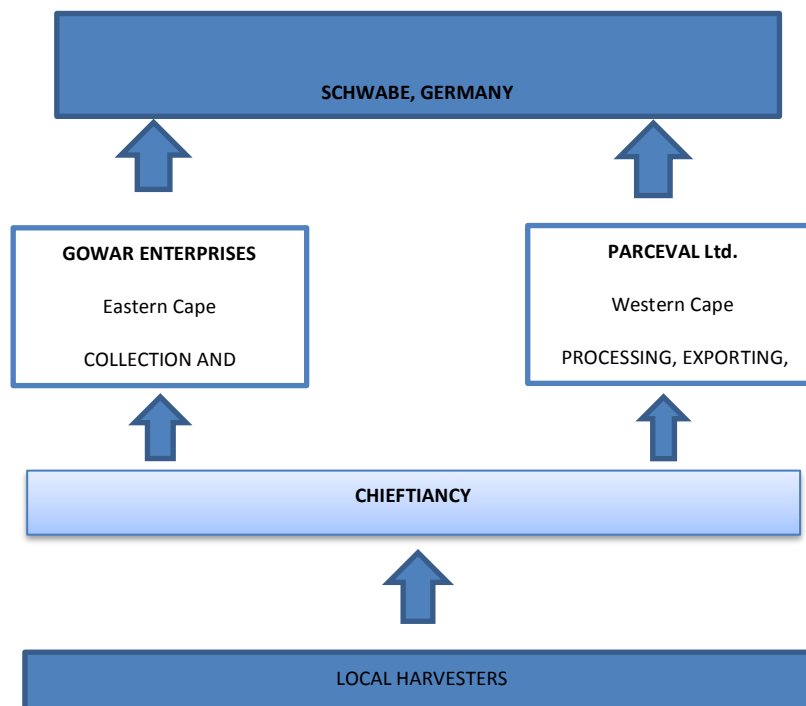 SCHWABE, GERMANY
GOWAR ENTERPRISES
Eastern Cape
COLLECTION AND
PARCEVAL Ltd.
Western Cape
PROCESSING, EXPORTING,
CHIEFTIANCY
LOCAL HARVESTERS